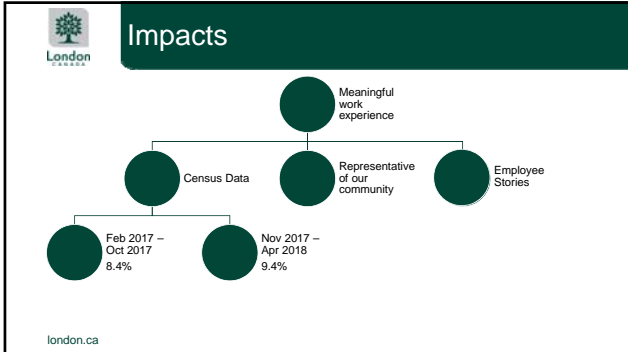 London
CANADA
Impacts
Meaningful
work
experience
Census Data
Representative
of our
community
Employee
Stories
Feb 2017 –
Oct 2017
8.4%
Nov 2017 –
Apr 2018
9.4%
london.ca